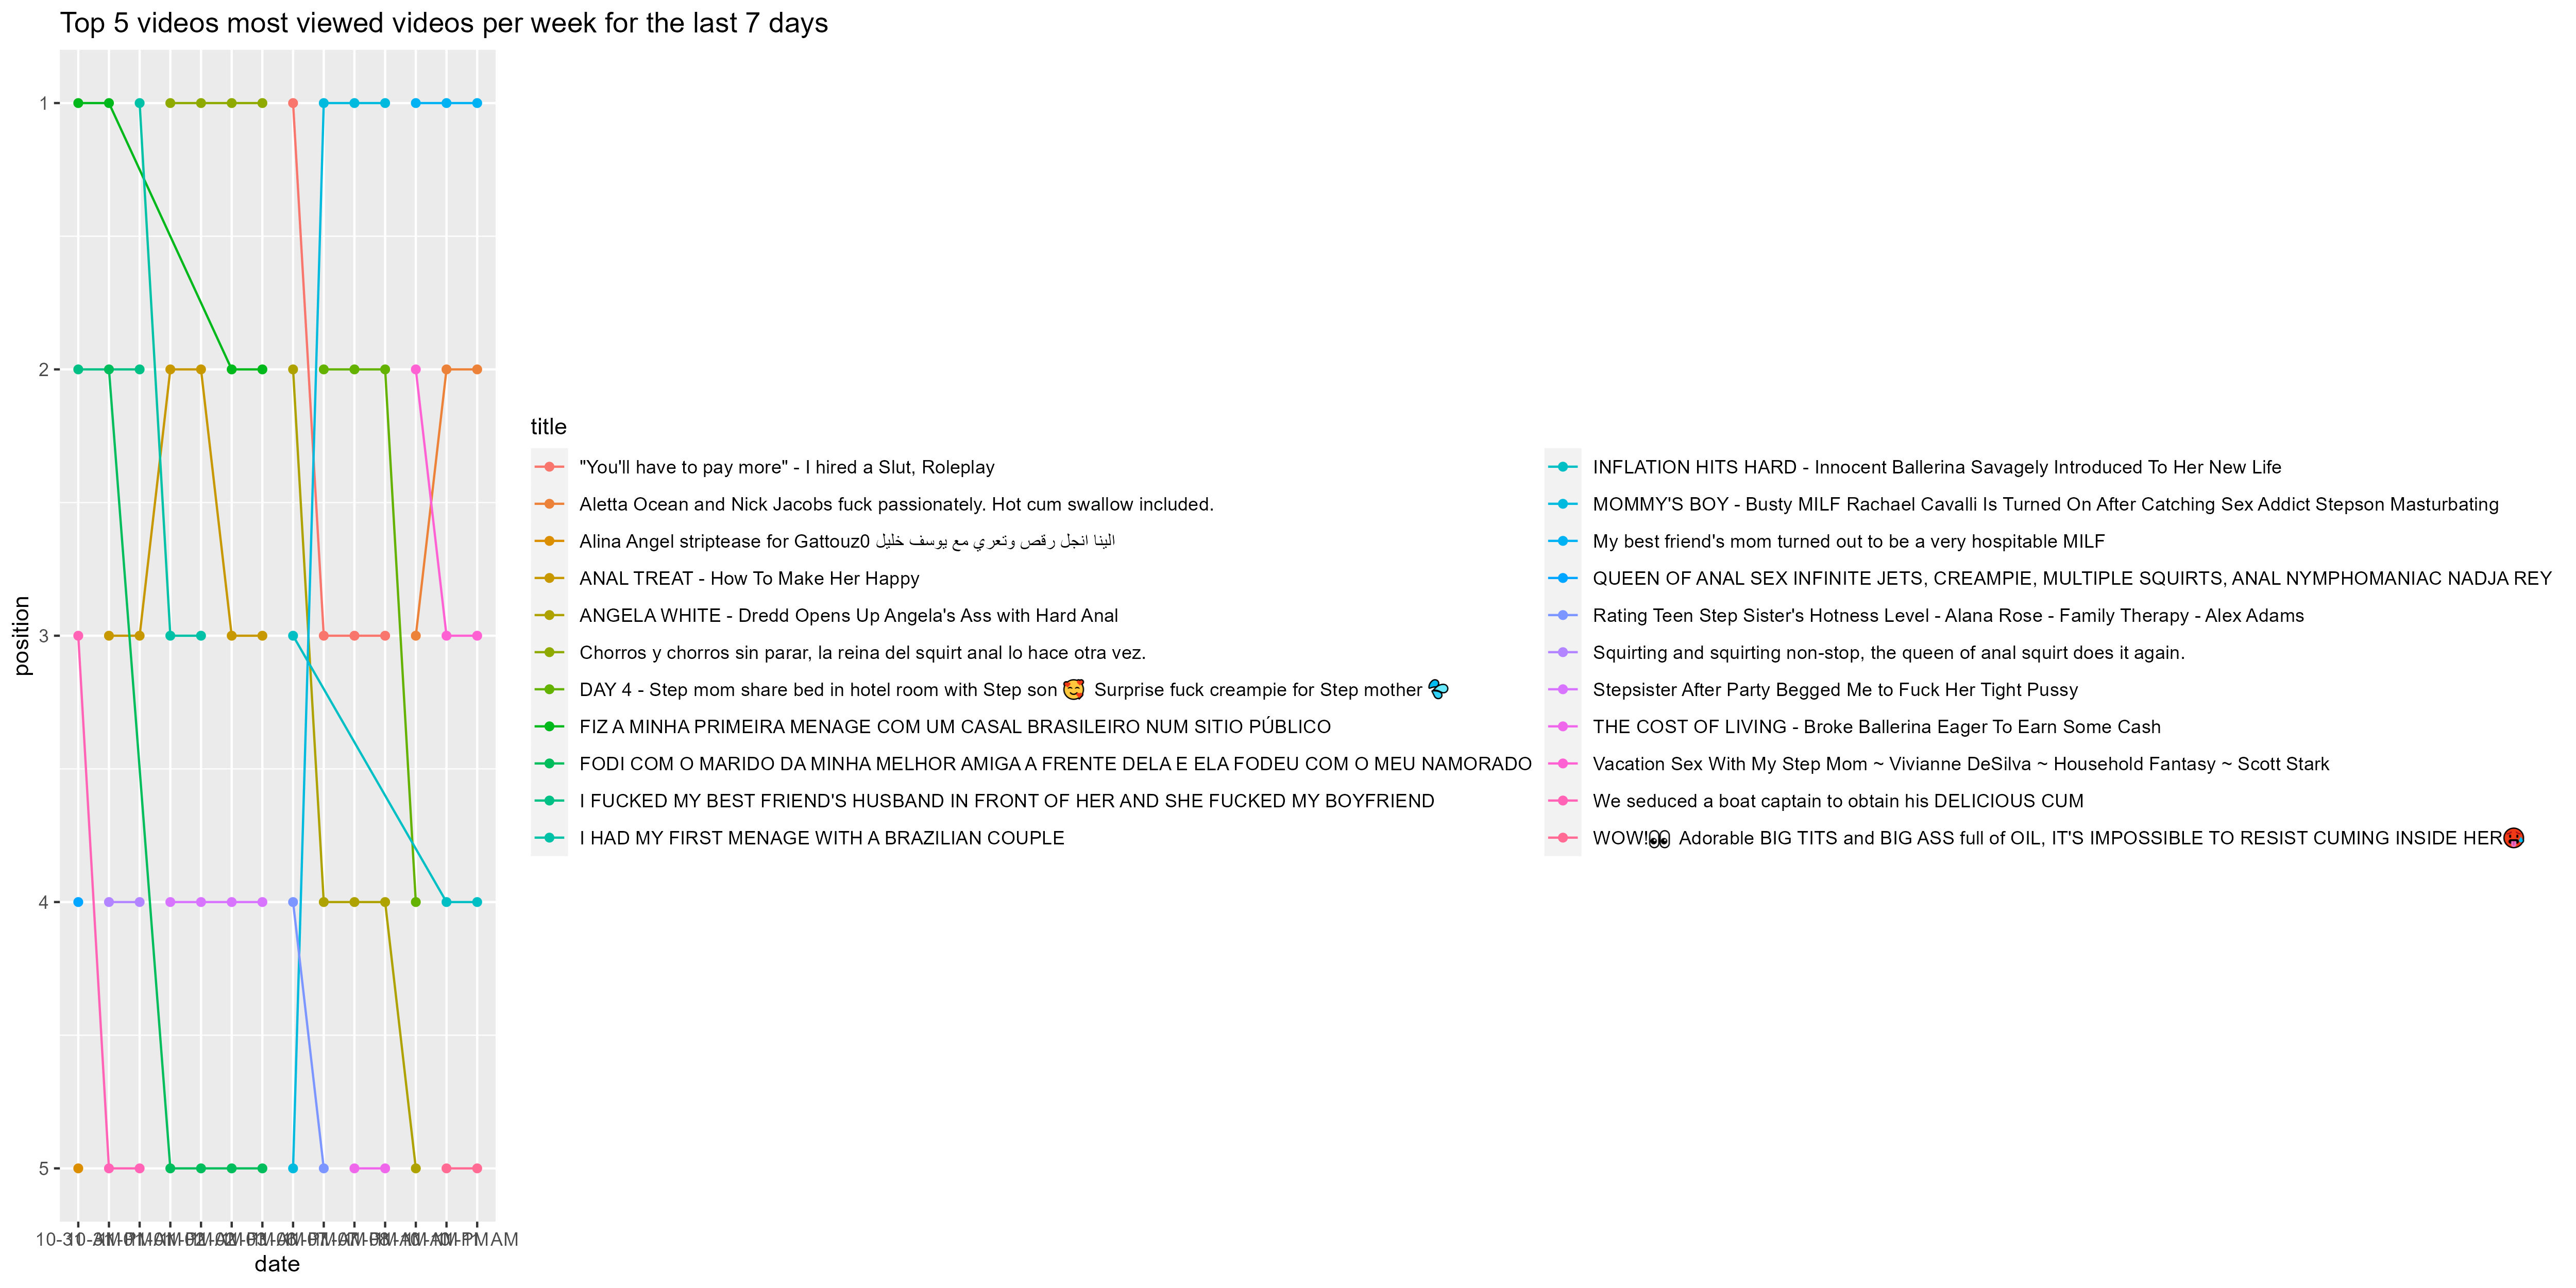 Top 5 videos most viewed videos per week for the last 7 days
1
2
3
4
5
position
date
title
"You'll have to pay more" - I hired a Slut, Roleplay
Aletta Ocean and Nick Jacobs fuck passionately. Hot cum swallow included.
Alina Angel striptease for Gattouz0 الينا انجل رقص وتعري مع يوسف خليل
ANAL TREAT - How To Make Her Happy
ANGELA WHITE - Dredd Opens Up Angela's Ass with Hard Anal
Chorros y chorros sin parar, la reina del squirt anal lo hace otra vez.
DAY 4 - Step mom share bed in hotel room with Step son 🥰 Surprise fuck creampie for Step mother 💦
FIZ A MINHA PRIMEIRA MENAGE COM UM CASAL BRASILEIRO NUM SITIO PÚBLICO
FODI COM O MARIDO DA MINHA MELHOR AMIGA A FRENTE DELA E ELA FODEU COM O MEU NAMORADO
I FUCKED MY BEST FRIEND'S HUSBAND IN FRONT OF HER AND SHE FUCKED MY BOYFRIEND
I HAD MY FIRST MENAGE WITH A BRAZILIAN COUPLE
INFLATION HITS HARD - Innocent Ballerina Savagely Introduced To Her New Life
MOMMY'S BOY - Busty MILF Rachael Cavalli Is Turned On After Catching Sex Addict Stepson Masturbating
My best friend's mom turned out to be a very hospitable MILF
QUEEN OF ANAL SEX INFINITE JETS, CREAMPIE, MULTIPLE SQUIRTS, ANAL NYMPHOMANIAC NADJA REY
Rating Teen Step Sister's Hotness Level - Alana Rose - Family Therapy - Alex Adams
Squirting and squirting non-stop, the queen of anal squirt does it again.
Stepsister After Party Begged Me to Fuck Her Tight Pussy
THE COST OF LIVING - Broke Ballerina Eager To Earn Some Cash
Vacation Sex With My Step Mom ~ Vivianne DeSilva ~ Household Fantasy ~ Scott Stark
We seduced a boat captain to obtain his DELICIOUS CUM
WOW!👀 Adorable BIG TITS and BIG ASS full of OIL, IT'S IMPOSSIBLE TO RESIST CUMING INSIDE HER🥵